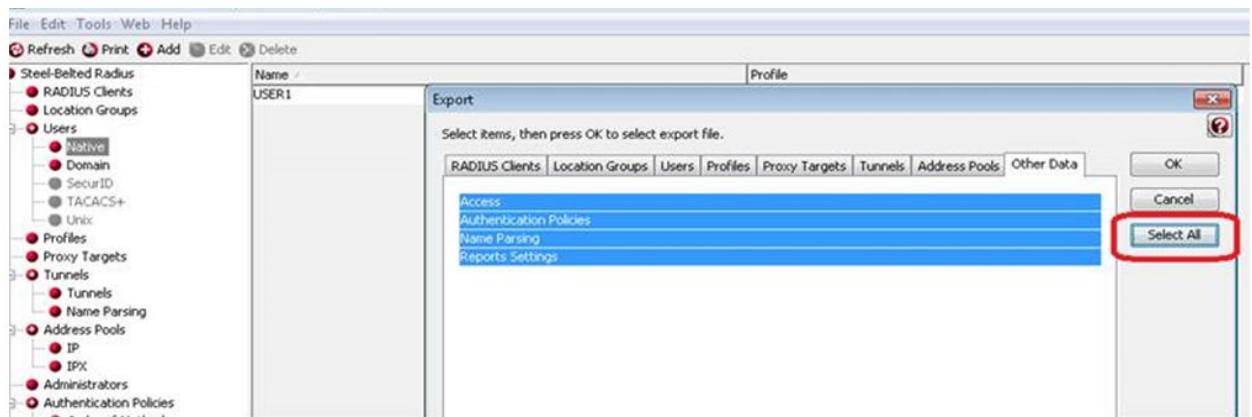 File Edit Tools Web Help
Refresh Print Add Edit Delete
Steel-Belted Radius
RADIUS Clients
Location Groups
Users
Native
Domain
SecurID
TACACS+
Unix
Profiles
Proxy Targets
Tunnels
Tunnels
Name Parsing
Address Pools
IP
IPX
Administrators
Authentication Policies
Name Profile
USER1
Export
Select items, then press OK to select export file.
RADIUS Clients Location Groups Users Profiles Proxy Targets Tunnels Address Pools Other Data
Access
Authentication Policies
Name Parsing
Reports Settings
OK
Cancel
Select All